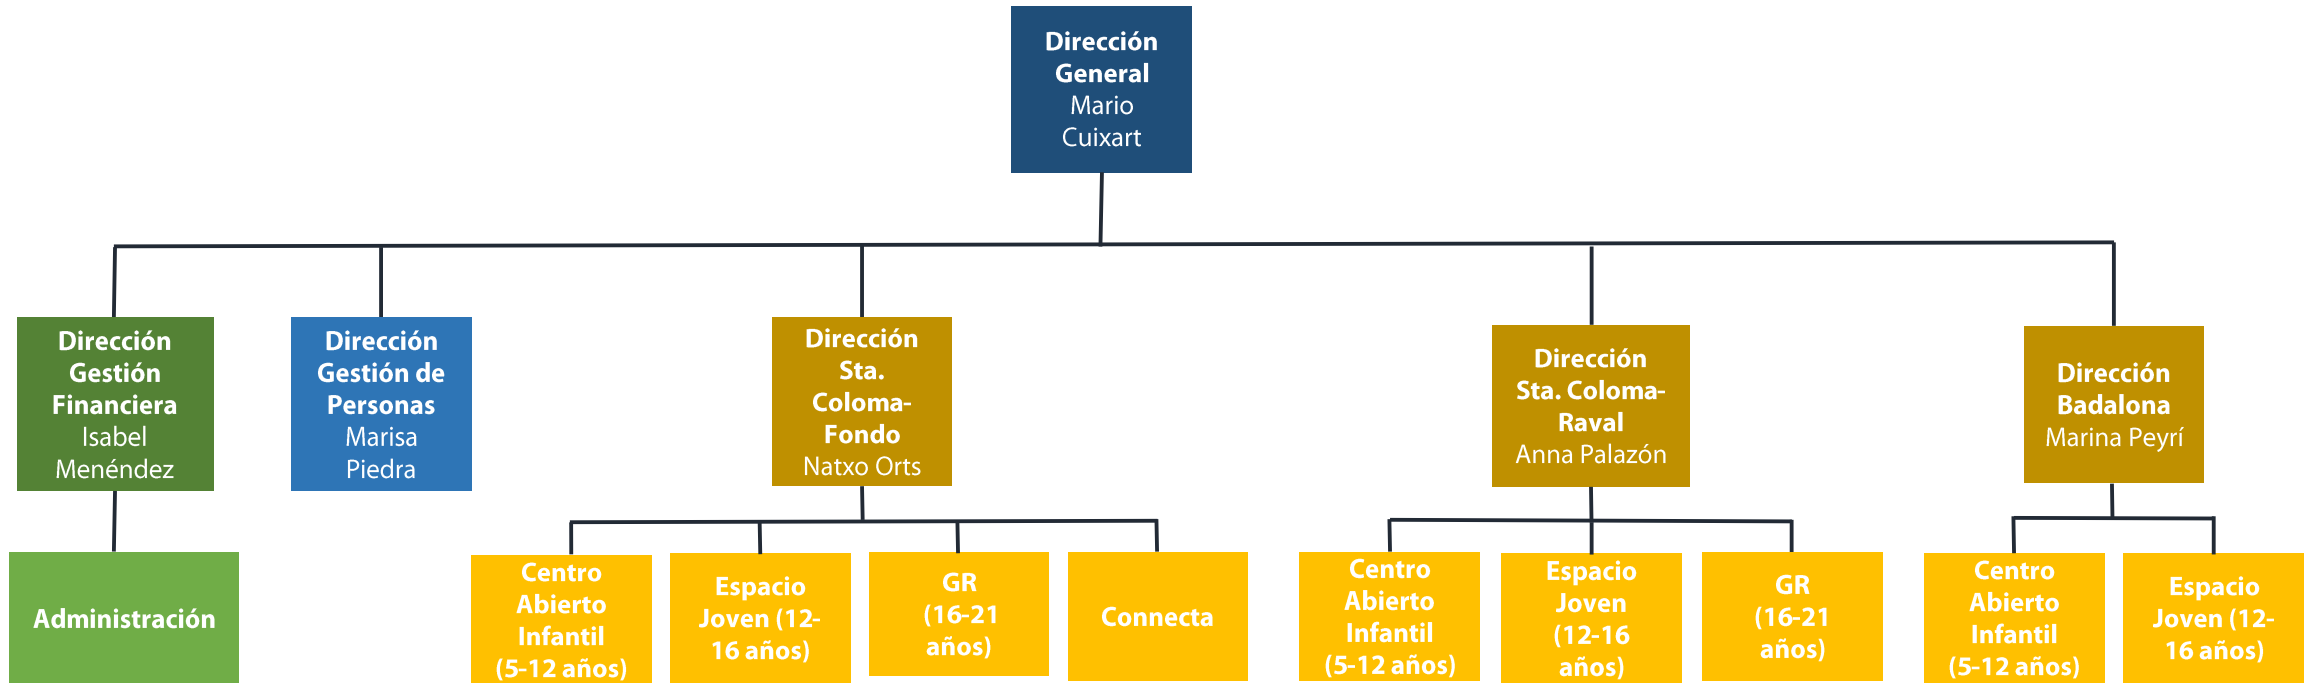 Dirección
General
Mario
Cuixart
Dirección
Gestión
Financiera
Isabel
Menéndez
Dirección
Gestión de
Personas
Marisa
Piedra
Dirección
Sta.
Coloma-
Fondo
Natxo Orts
Dirección
Sta. Coloma-
Raval
Anna Palazón
Dirección
Badalona
Marina Peyrí
Administración
Centro
Abierto
Infantil
(5-12 años)
Espacio
Joven (12-
16 años)
GR
(16-21
años)
Connecta
Centro
Abierto
Infantil
(5-12 años)
Espacio
Joven
(12-16
años)
GR
(16-21
años)
Centro
Abierto
Infantil
(5-12 años)
Espacio
Joven (12-
16 años)